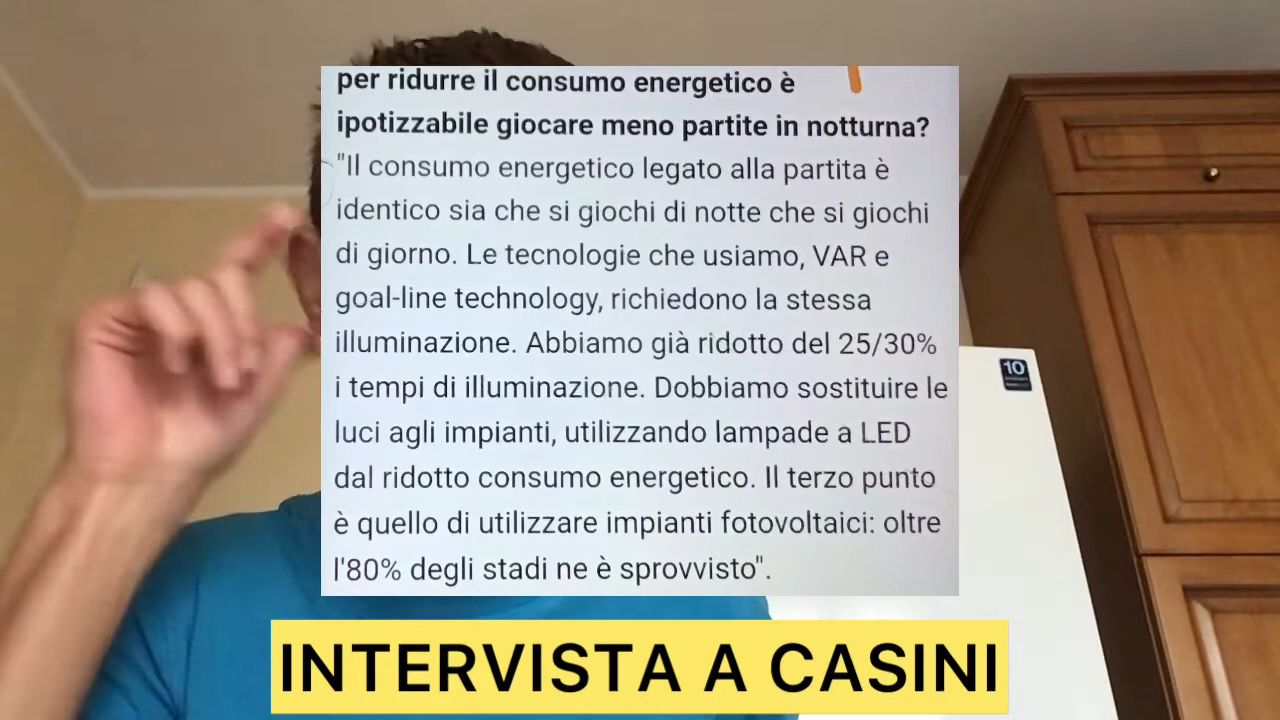 per ridurre il consumo energetico è
ipotizzabile giocare meno partite in notturna?
"Il consumo energetico legato alla partita è
identico sia che si giochi di notte che si giochi
di giorno. Le tecnologie che usiamo, VAR e
goal-line technology, richiedono la stessa
illuminazione. Abbiamo già ridotto del 25/30%
i tempi di illuminazione. Dobbiamo sostituire le
luci agli impianti, utilizzando lampade a LED
dal ridotto consumo energetico. Il terzo punto
è quello di utilizzare impianti fotovoltaici: oltre
l'80% degli stadi ne è sprovvisto".
10
INTERVISTA A CASINI